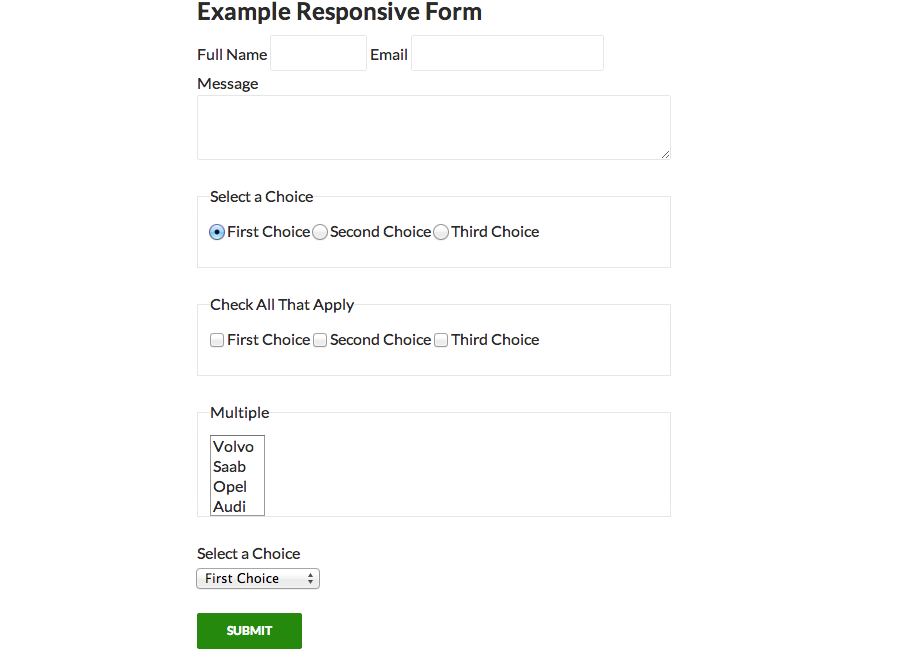 Example Responsive Form
Full Name Email
Message
Select a Choice
First Choice Second Choice Third Choice
Check All That Apply
First Choice Second Choice Third Choice
Multiple
Volvo
Saab
Opel
Audi
Select a Choice
First Choice
SUBMIT